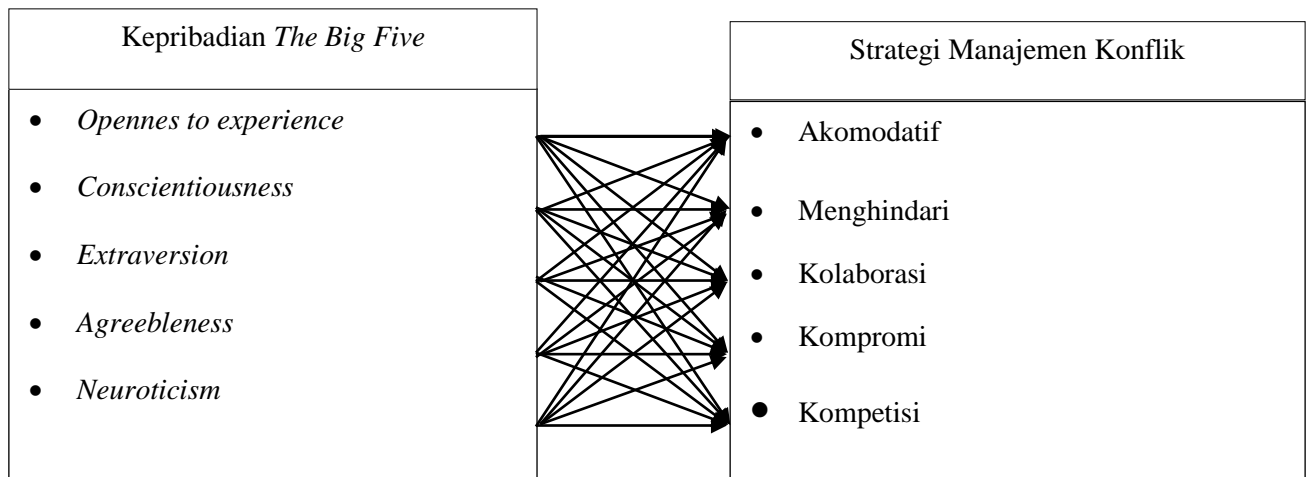 Kepribadian The Big Five
• Opennes to experience
• Conscientiousness
• Extraversion
• Agreebleness
• Neuroticism
Strategi Manajemen Konflik
• Akomodatif
• Menghindari
• Kolaborasi
• Kompromi
• Kompetisi